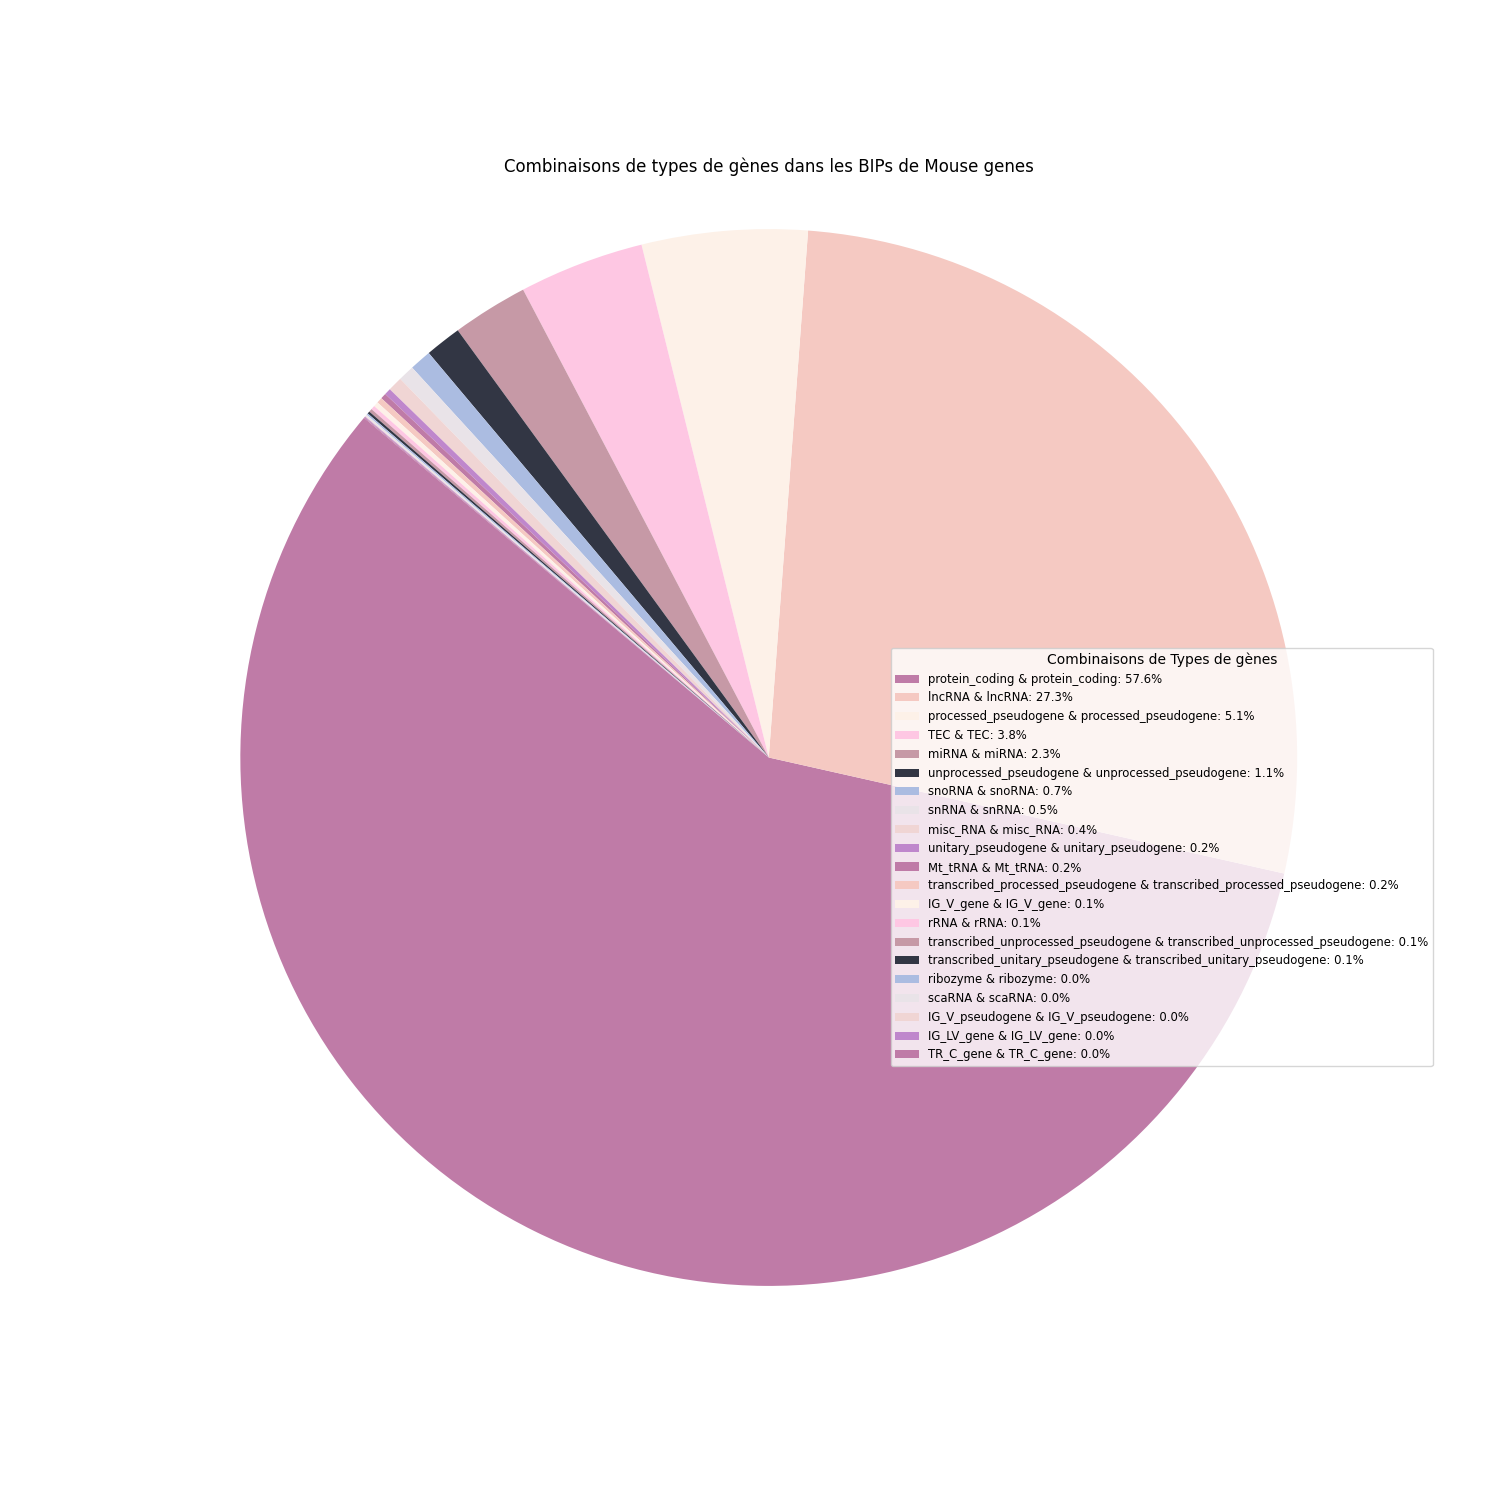 Combinaisons de types de gènes dans les BIPs de Mouse genes
Combinaisons de Types de gènes
protein_coding & protein_coding: 57.6%
lncRNA & lncRNA: 27.3%
processed_pseudogene & processed_pseudogene: 5.1%
TEC & TEC: 3.8%
miRNA & miRNA: 2.3%
unprocessed_pseudogene & unprocessed_pseudogene: 1.1%
snoRNA & snoRNA: 0.7%
snRNA & snRNA: 0.5%
misc_RNA & misc_RNA: 0.4%
unitary_pseudogene & unitary_pseudogene: 0.2%
Mt_tRNA & Mt_tRNA: 0.2%
transcribed_processed_pseudogene & transcribed_processed_pseudogene: 0.2%
IG_V_gene & IG_V_gene: 0.1%
rRNA & rRNA: 0.1%
transcribed_unprocessed_pseudogene & transcribed_unprocessed_pseudogene: 0.1%
transcribed_unitary_pseudogene & transcribed_unitary_pseudogene: 0.1%
ribozyme & ribozyme: 0.0%
scaRNA & scaRNA: 0.0%
IG_V_pseudogene & IG_V_pseudogene: 0.0%
IG_LV_gene & IG_LV_gene: 0.0%
TR_C_gene & TR_C_gene: 0.0%